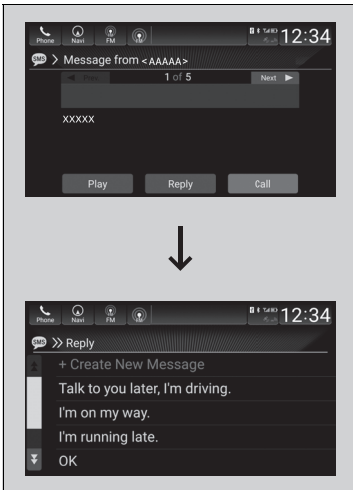 Phone Navi FM 12:34
SMS > Message from <AAAAA>
Prev. 1 of 5 Next
xxxxx
Play Reply Call
Phone Navi FM 12:34
SMS >> Reply
+ Create New Message
Talk to you later, I'm driving.
I'm on my way.
I'm running late.
OK